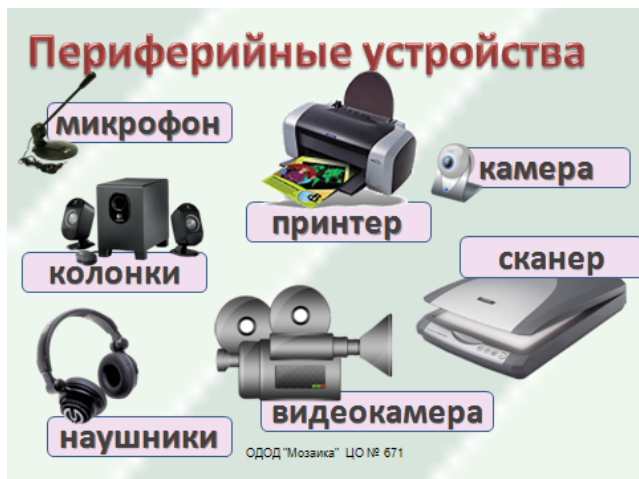 Периферийные устройства
микрофон
камера
принтер
колонки
сканер
видеокамера
наушники
ОДОД "Мозаика" ЦО № 671